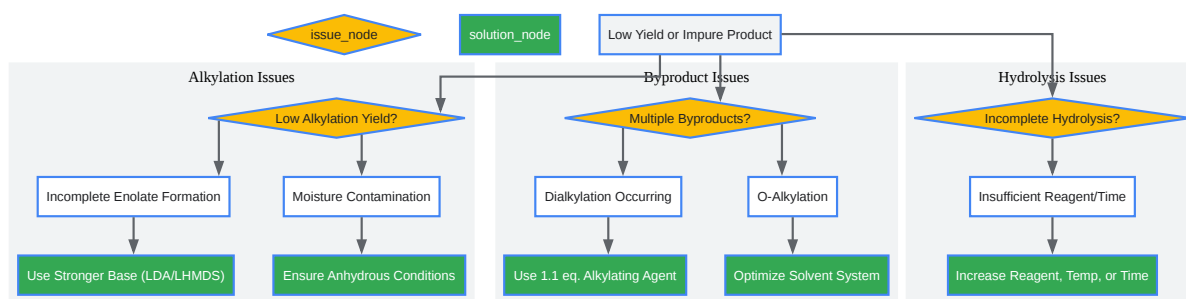 issue_node
solution_node
Low Yield or Impure Product
Alkylation Issues
Byproduct Issues
Hydrolysis Issues
Low Alkylation Yield?
Multiple Byproducts?
Incomplete Hydrolysis?
Incomplete Enolate Formation
Moisture Contamination
Dialkylation Occurring
O-Alkylation
Insufficient Reagent/Time
Use Stronger Base (LDA/LHMDS)
Ensure Anhydrous Conditions
Use 1.1 eq. Alkylating Agent
Optimize Solvent System
Increase Reagent, Temp, or Time